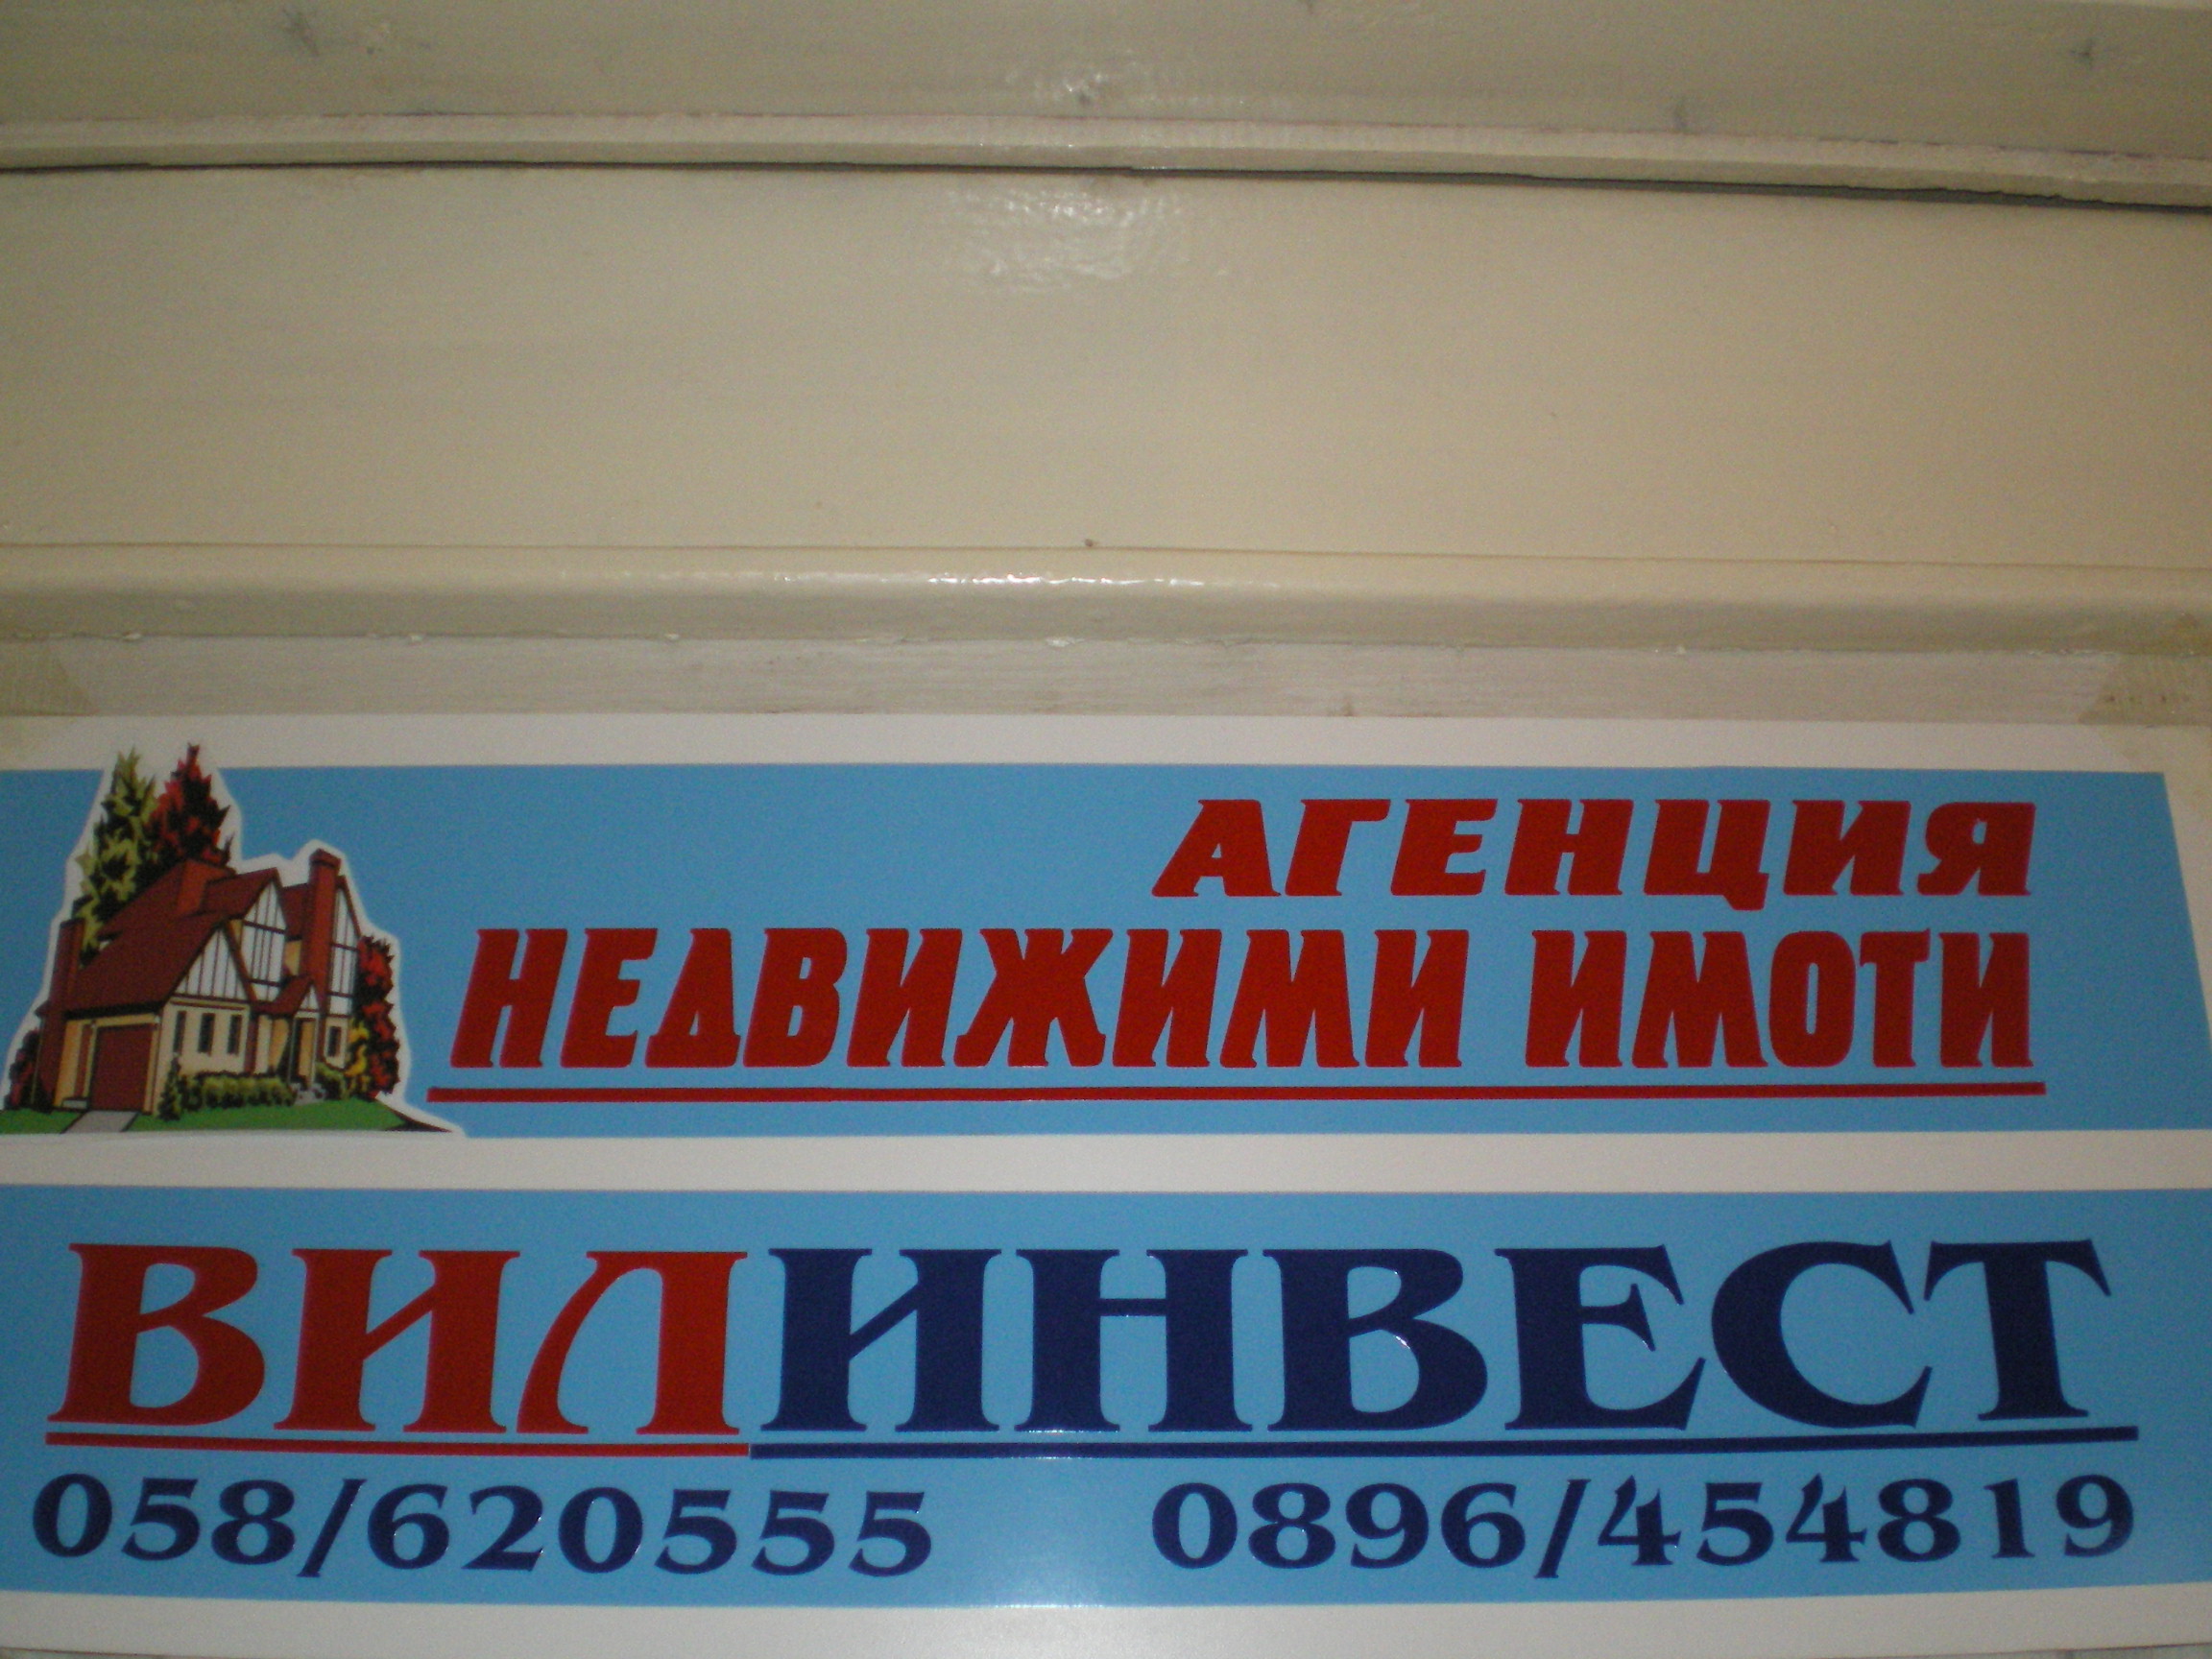 АГЕНЦИЯ
НЕДВИЖИМИ ИМОТИ
ВИЛИНВЕСТ
058/620555 0896/454819